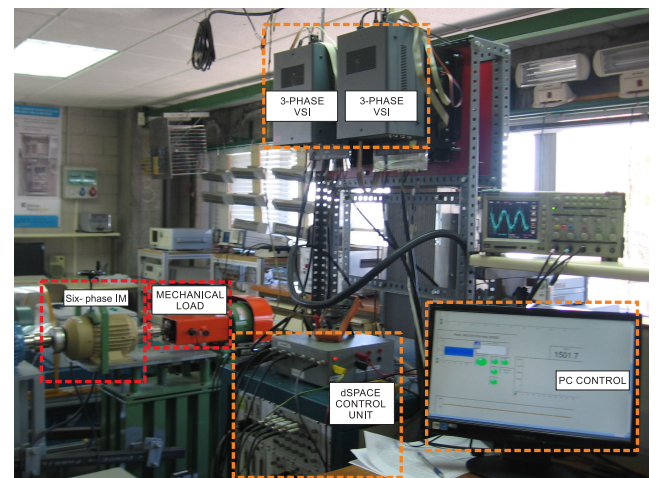 3-PHASE
VSI
3-PHASE
VSI
Six- phase IM
MECHANICAL
LOAD
dSPACE
CONTROL
UNIT
1501.7
PC CONTROL